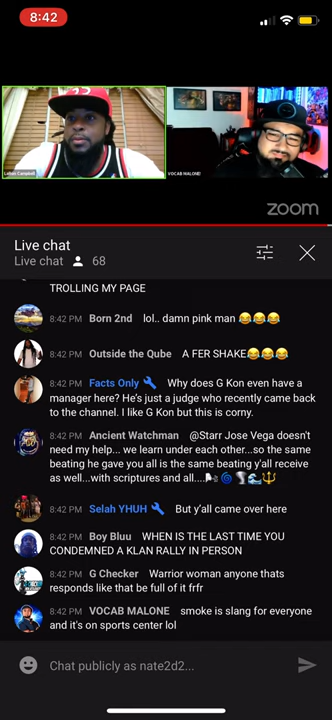 8:42
Lahav Campbell
VOCAB MALONE!
zoom
Live chat
Live chat 68
TROLLING MY PAGE
8:42 PM Born 2nd lol.. damn pink man 😂😂😂
8:42 PM Outside the Qube A FER SHAKE😂😂😂
8:42 PM Facts Only Why does G Kon even have a
manager here? He's just a judge who recently came back
to the channel. I like G Kon but this is corny.
8:42 PM Ancient Watchman @Starr Jose Vega doesn't
need my help... we learn under each other...so the same
beating he gave you all is the same beating y'all receive
as well...with scriptures and all....🌬🌀🌪🌊🔱
8:42 PM Selah YHUH But y'all came over here
8:42 PM Boy Bluu WHEN IS THE LAST TIME YOU
CONDEMNED A KLAN RALLY IN PERSON
8:42 PM G Checker Warrior woman anyone thats
responds like that be full of it frfr
8:42 PM VOCAB MALONE smoke is slang for everyone
and it's on sports center lol
Chat publicly as nate2d2...